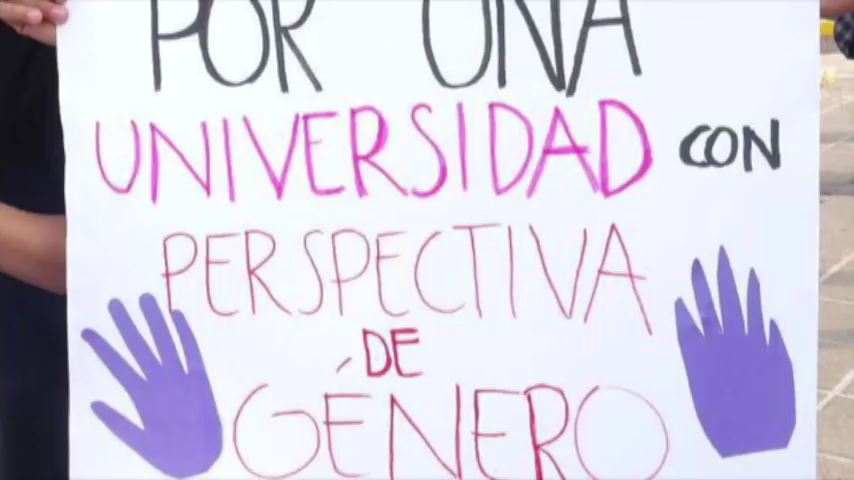 POR UNA
UNIVERSIDAD CON
PERSPECTIVA
DE
GÉNERO